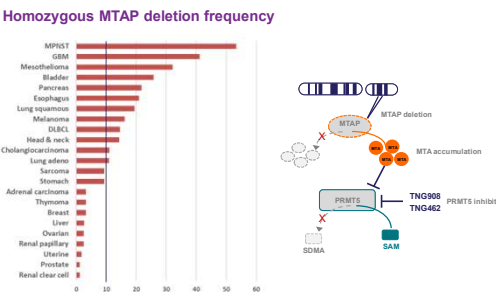 Homozygous MTAP deletion frequency
MPNST
GBM
Mesothelioma
Bladder
Pancreas
Esophagus
Lung squamous
Melanoma
DLBCL
Head & neck
Cholangiocarcinoma
Lung adeno
Sarcoma
Stomach
Adrenal carcinoma
Thymoma
Breast
Liver
Ovarian
Renal papillary
Uterine
Prostate
Renal clear cell
0 10 20 30 40 50 60
MTAP deletion
MTAP
X
MTA MTA
MTA MTA
MTA accumulation
PRMT5
TNG908
TNG462
PRMT5 inhibit
X
SDMA
SAM